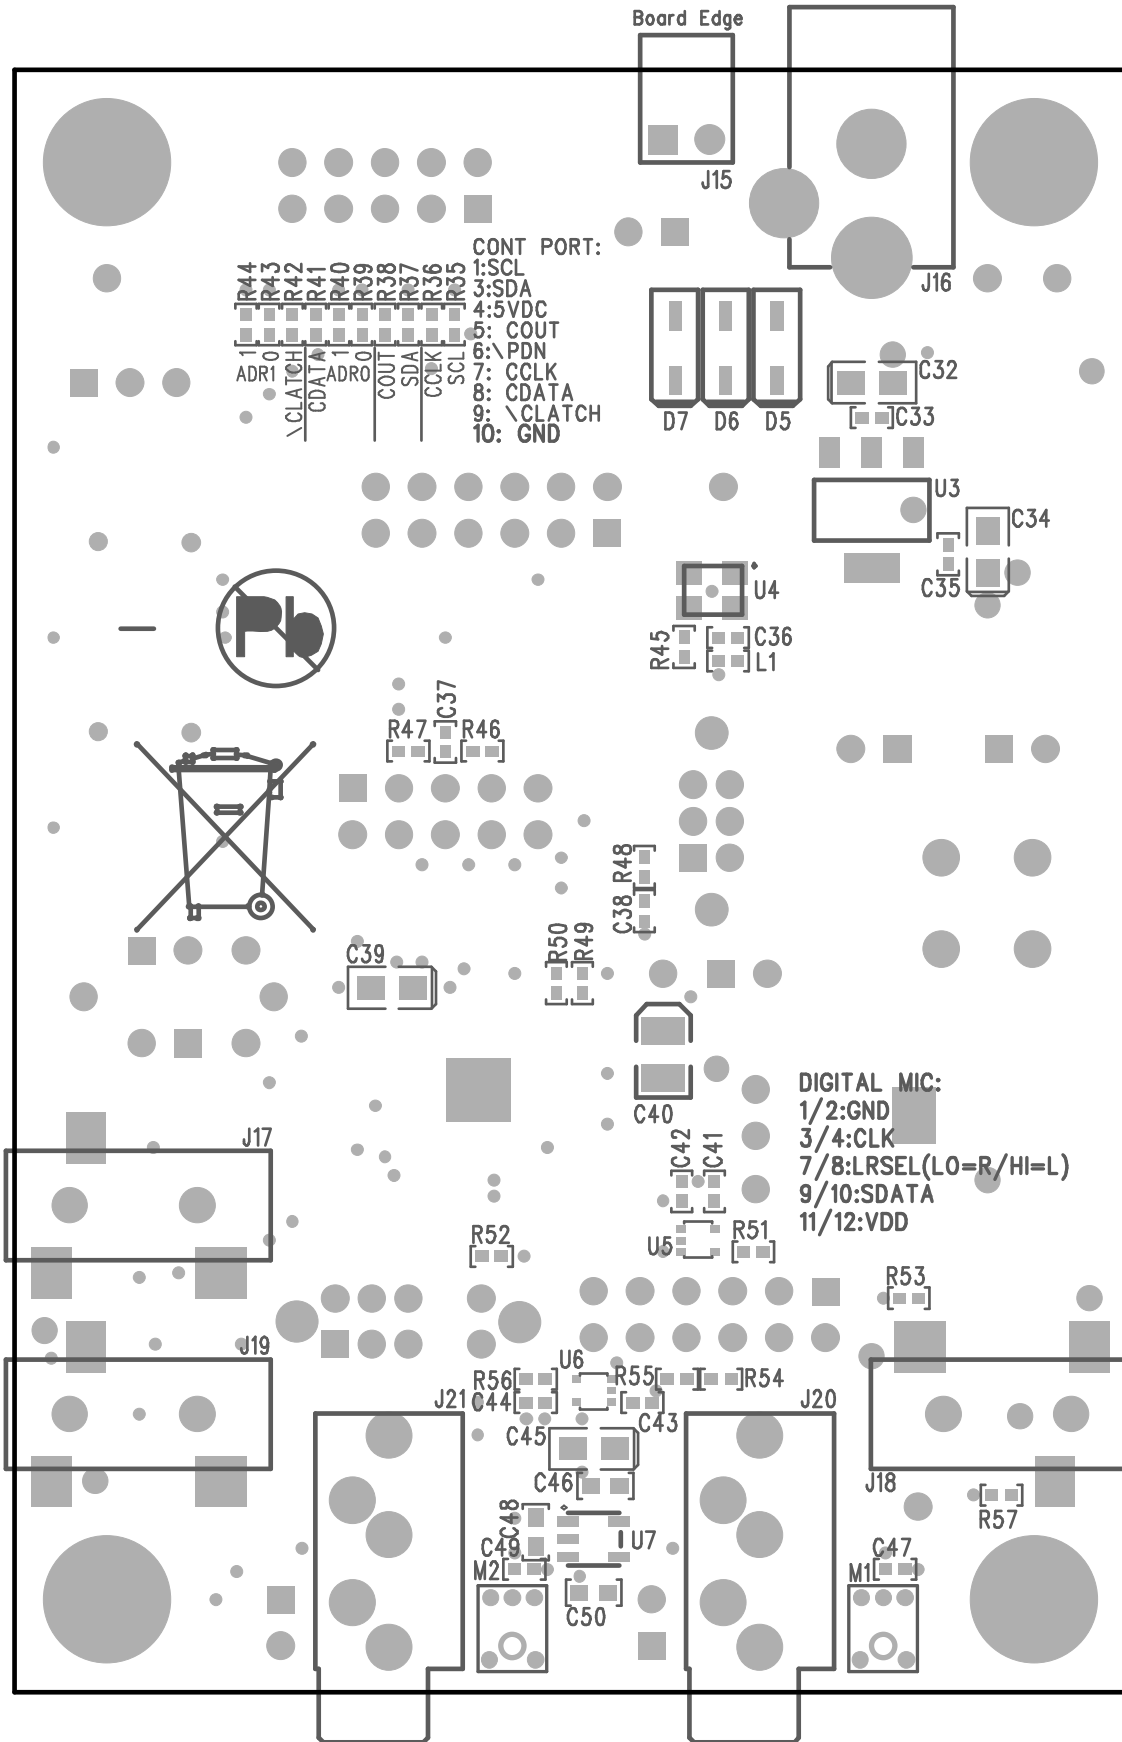 Board Edge
J15
J16
R44
R43
R42
R41
R40
R39
R38
R37
R36
R35
CONT PORT:
1:SCL
3:SDA
4:5VDC
5: COUT
6:\PDN
7: CCLK
8: CDATA
9: \CLATCH
10: GND
1
0
ADR1
\CLATCH
CDATA
1
0
ADR0
COUT
SDA
CCLK
SCL
D7
D6
D5
C32
C33
U3
C34
C35
Pb
U4
R45
C36
L1
C37
R47
R46
R48
C38
R50
R49
C39
C40
DIGITAL MIC:
1/2:GND
3/4:CLK
7/8:LRSEL(LO=R/HI=L)
9/10:SDATA
11/12:VDD
J17
C42
C41
U5
R51
R52
R53
J19
U6
R56
R55
R54
C44
C43
J21
J20
C45
C46
J18
R57
C48
U7
C49
M2
C50
C47
M1